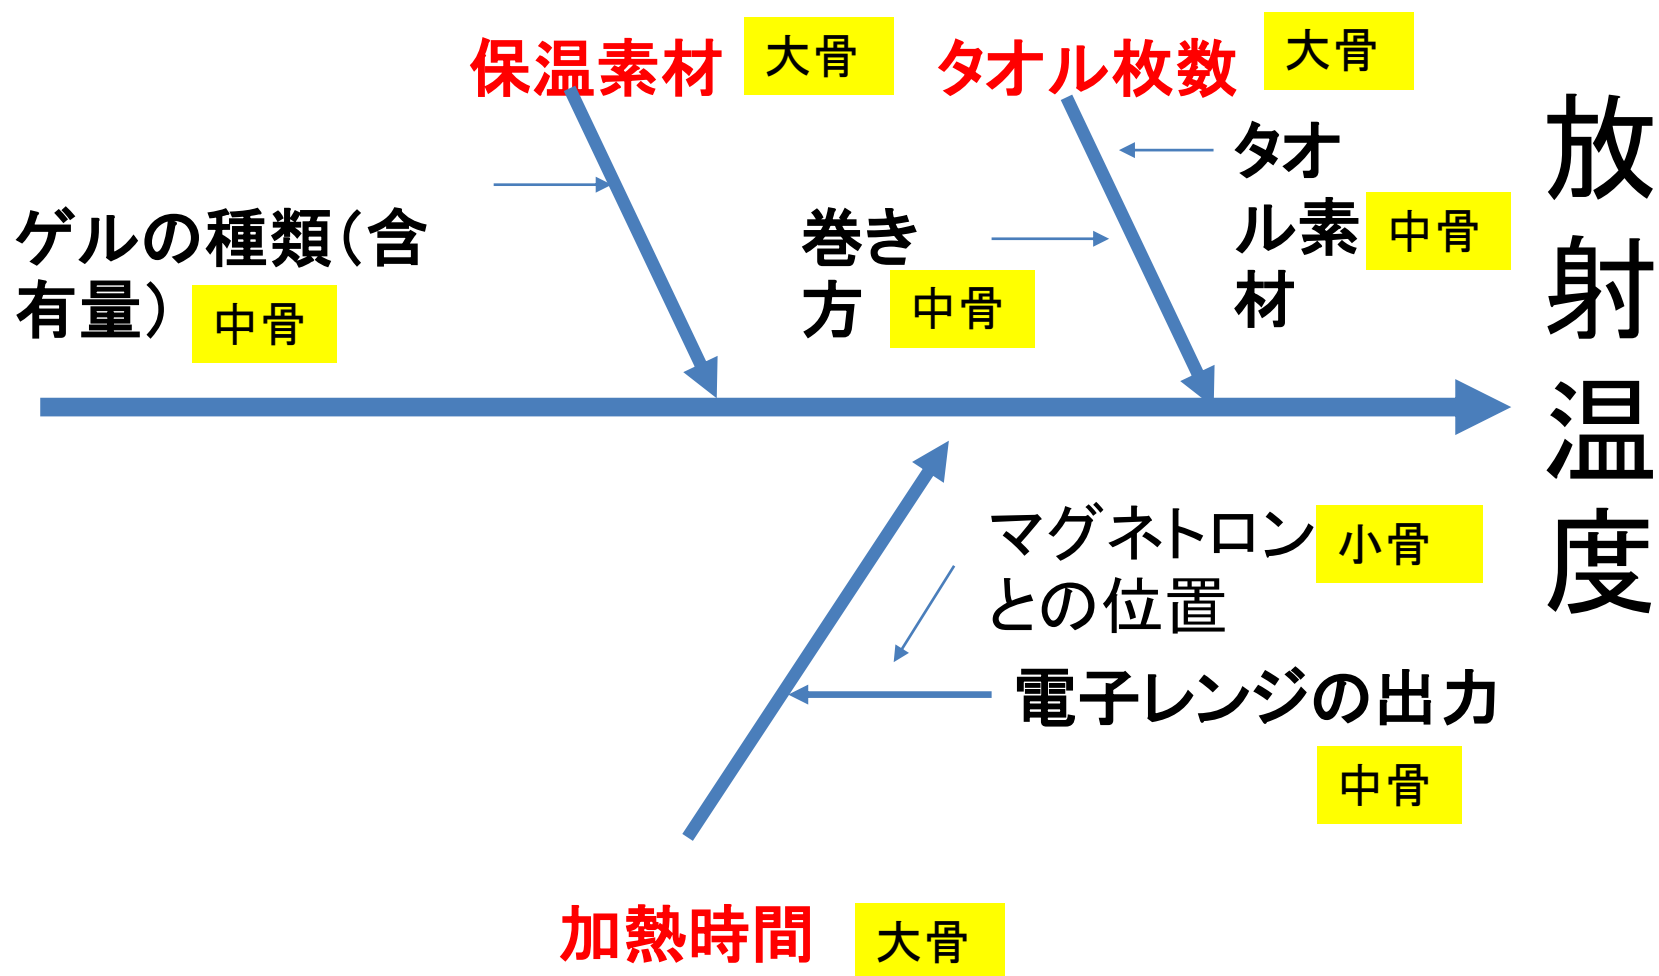 保温素材
大骨
タオル枚数
大骨
放射温度
ゲルの種類(含
有量)
中骨
巻き
方
中骨
タオ
ル素
材
中骨
マグネトロン
との位置
小骨
電子レンジの出力
中骨
加熱時間
大骨